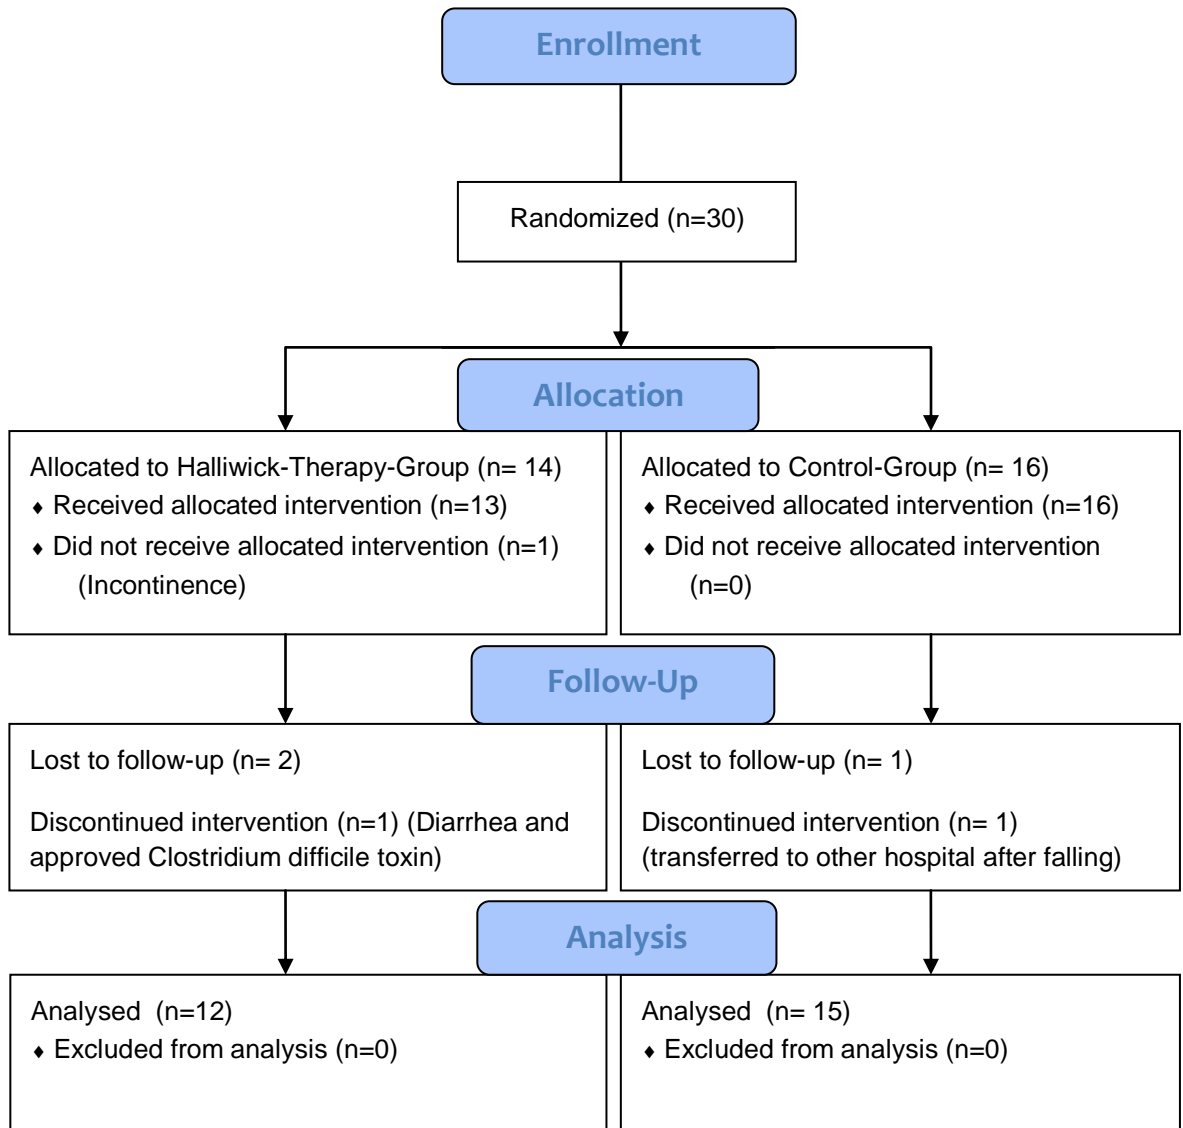 Enrollment
Randomized (n=30)
Allocation
Allocated to Halliwick-Therapy-Group (n= 14)
♦ Received allocated intervention (n=13)
♦ Did not receive allocated intervention (n=1)
(Incontinence)
Allocated to Control-Group (n= 16)
♦ Received allocated intervention (n=16)
♦ Did not receive allocated intervention
(n=0)
Follow-Up
Lost to follow-up (n= 2)
Discontinued intervention (n=1) (Diarrhea and
approved Clostridium difficile toxin)
Lost to follow-up (n= 1)
Discontinued intervention (n= 1)
(transferred to other hospital after falling)
Analysis
Analysed (n=12)
♦ Excluded from analysis (n=0)
Analysed (n= 15)
♦ Excluded from analysis (n=0)